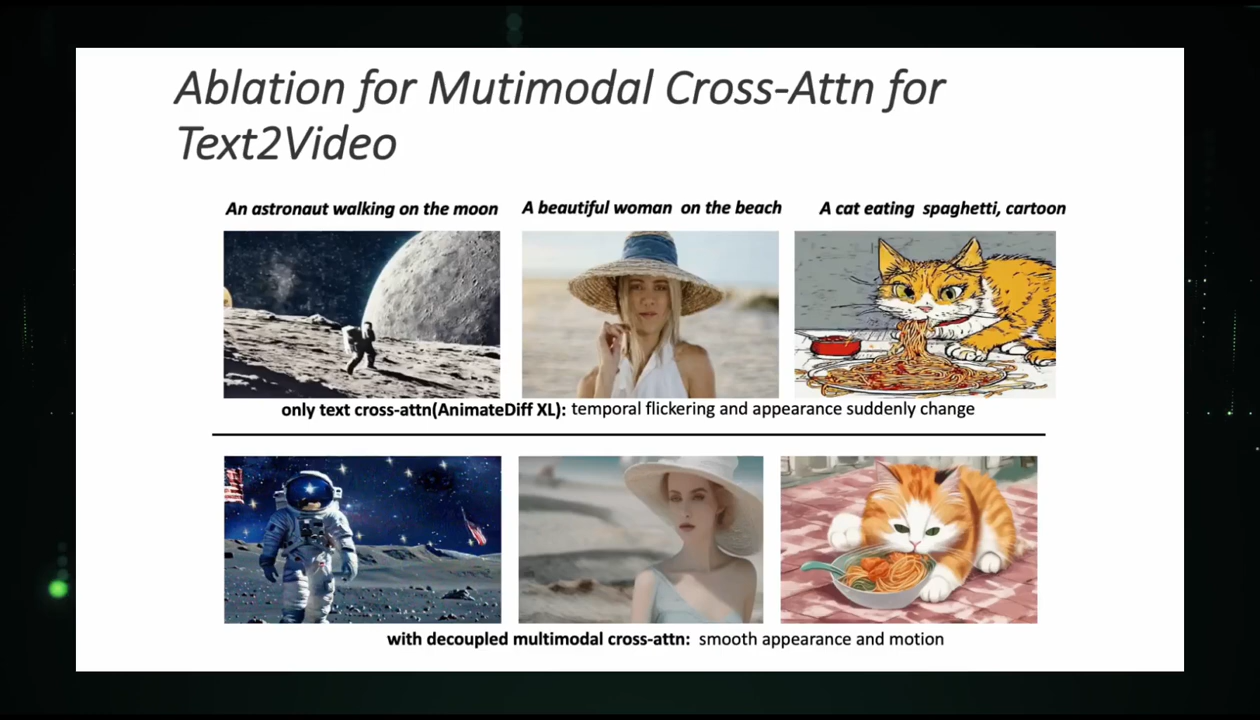 Ablation for Mutimodal Cross-Attn for
Text2Video
An astronaut walking on the moon
A beautiful woman on the beach
A cat eating spaghetti, cartoon
only text cross-attn(AnimateDiff XL): temporal flickering and appearance suddenly change
with decoupled multimodal cross-attn: smooth appearance and motion